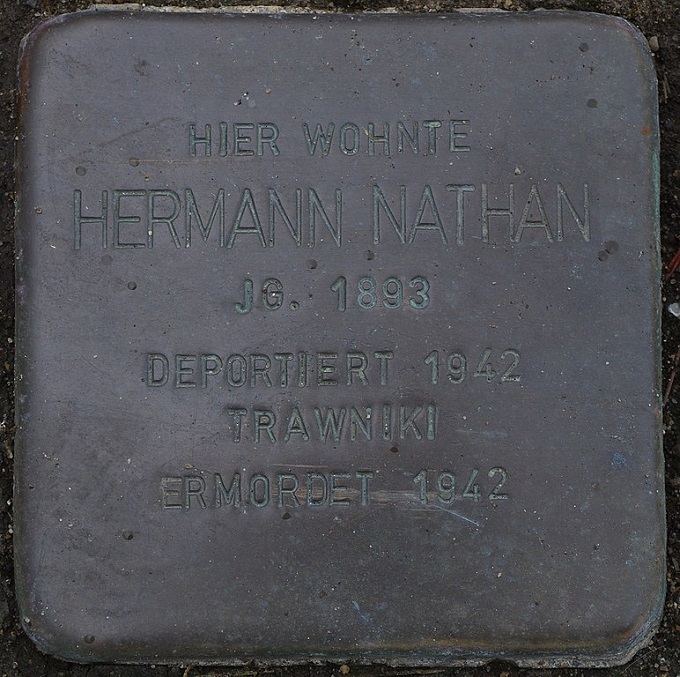 HIER WOHNTE
HERMANN NATHAN
JG. 1893
DEPORTIERT 1942
TRAWNIKI
ERMORDET 1942